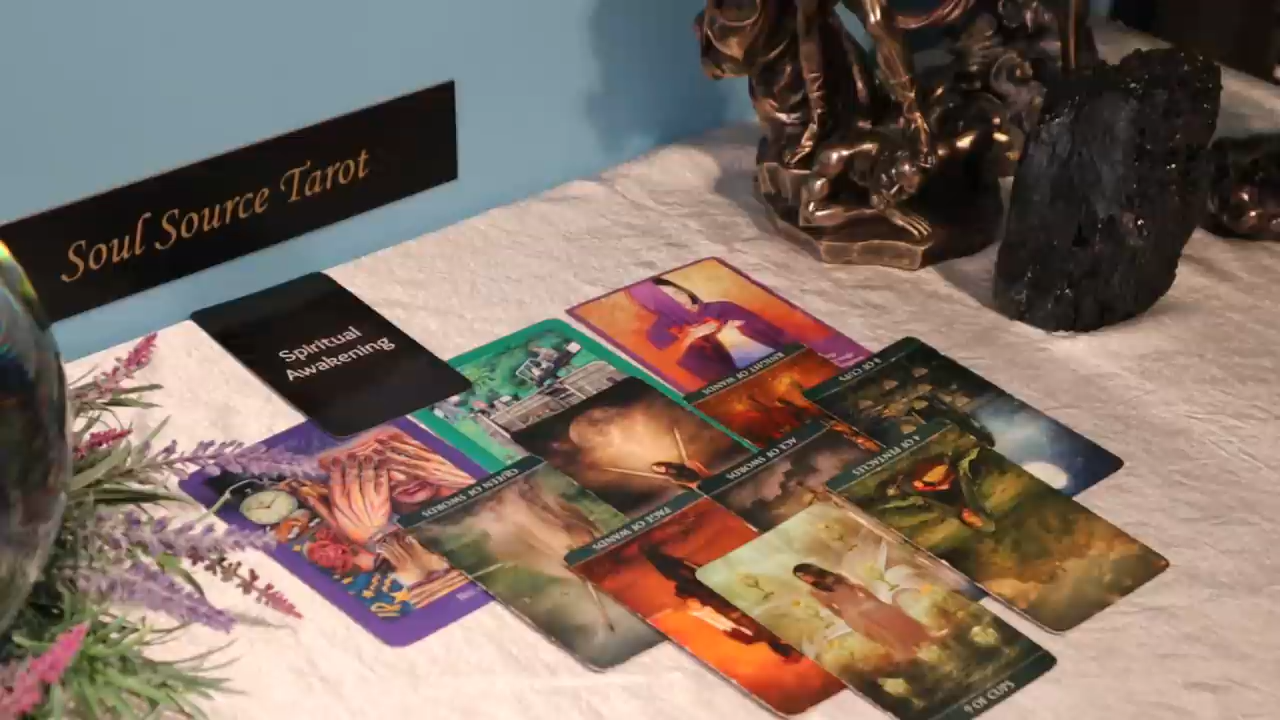 Soul Source Tarot
Spiritual
Awakening
KNIGHT OF WANDS
8 OF CUPS
ACE OF SWORDS
4 OF PENTACLES
QUEEN OF SWORDS
PAGE OF WANDS
9 OF CUPS